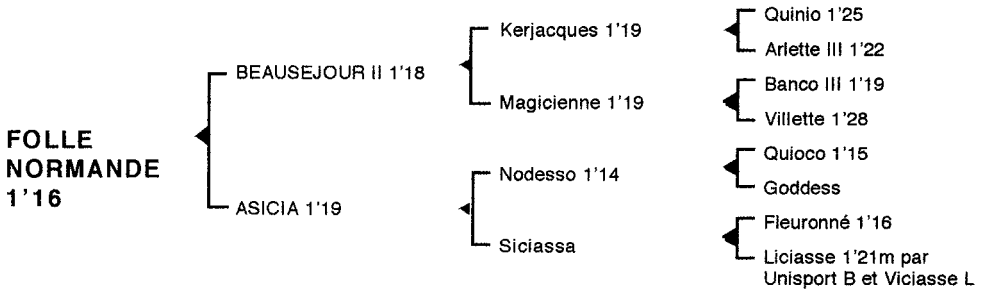 FOLLE
NORMANDE
1'16
BEAUSEJOUR II 1'18
ASICIA 1'19
Kerjacques 1'19
Magicienne 1'19
Nodesso 1'14
Siciassa
Quinio 1'25
Arlette III 1'22
Banco III 1'19
Villette 1'28
Quioco 1'15
Goddess
Fleuronné 1'16
Liciasse 1'21m par
Unisport B et Viciasse L